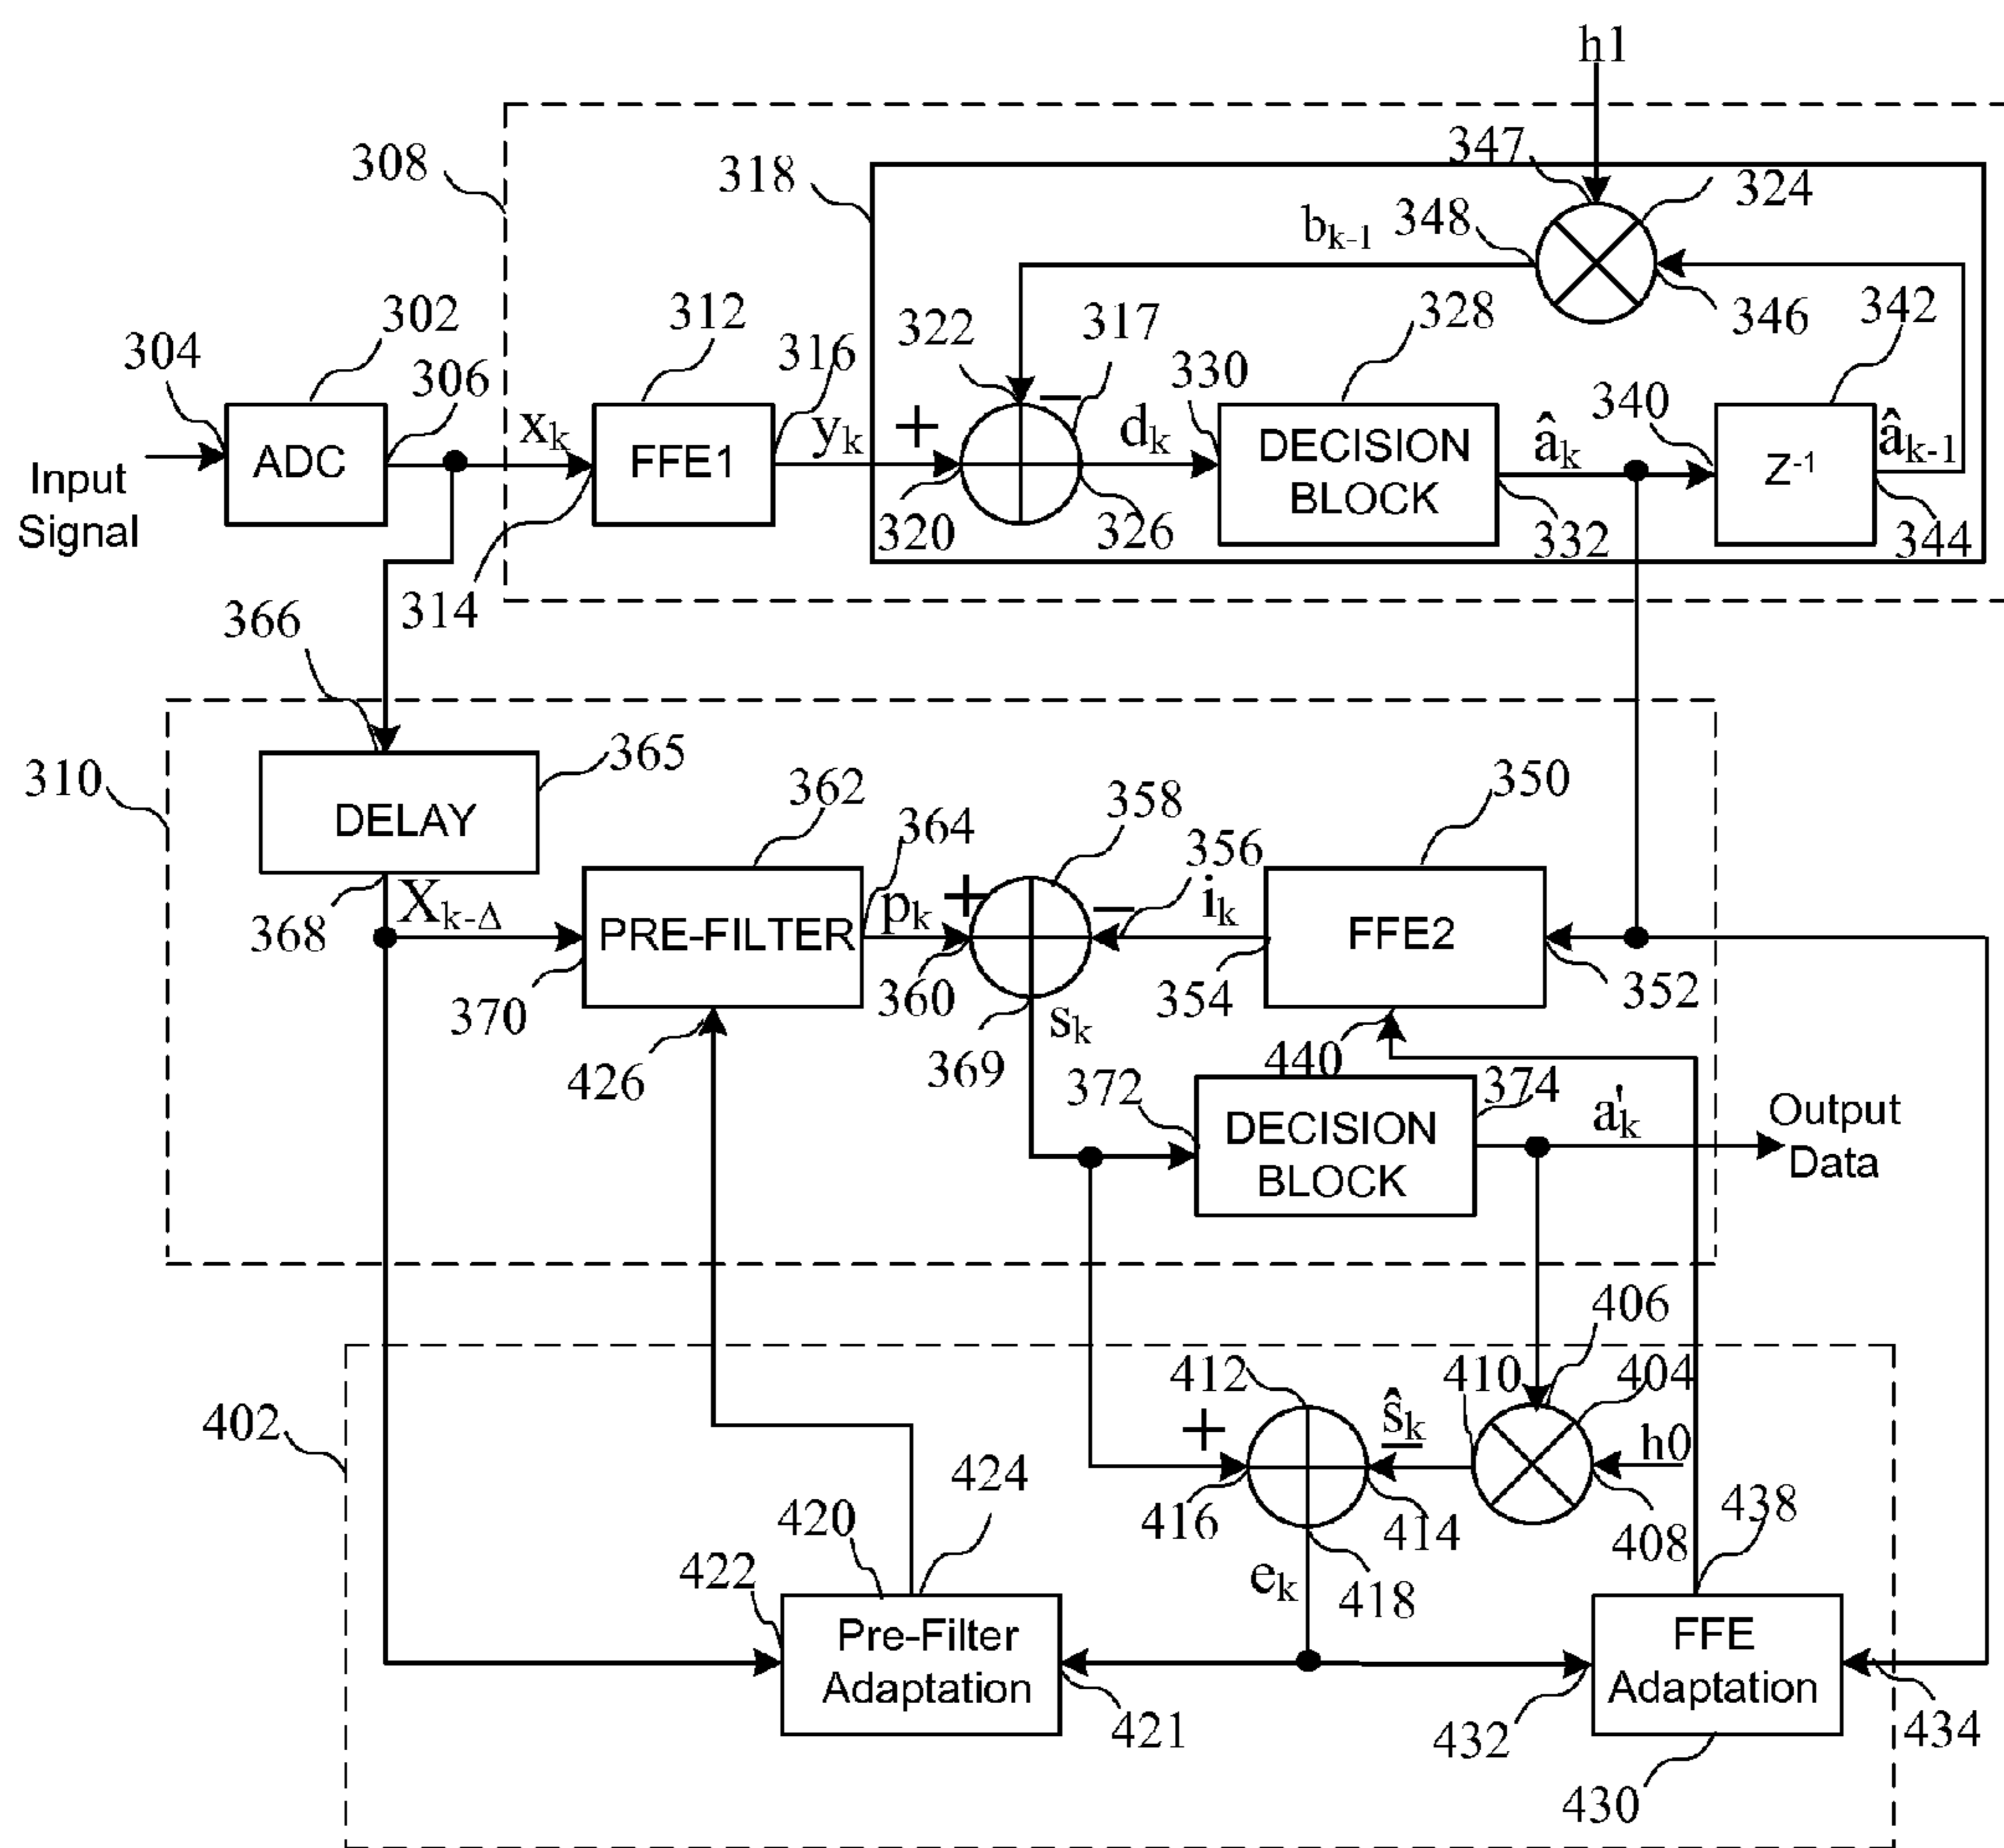 h1
347
308
318
324
b_{k-1}
348
302
312
322
317
328
346
342
304
306
316
330
340
+
−
x_k
y_k
d_k
â_k
â_{k-1}
ADC
FFE1
DECISION
BLOCK
Z^{-1}
Input
Signal
320
326
332
344
314
366
365
310
362
358
350
DELAY
364
356
X_{k-Δ}
p_k
+
−
i_k
368
PRE-FILTER
FFE2
370
360
354
352
s_k
426
369
440
372
374
a'_k
Output
Data
DECISION
BLOCK
406
412
410
404
402
+
ŝ_k
−
h0
424
416
414
438
420
408
422
e_k
418
Pre-Filter
Adaptation
FFE
Adaptation
421
432
434
430